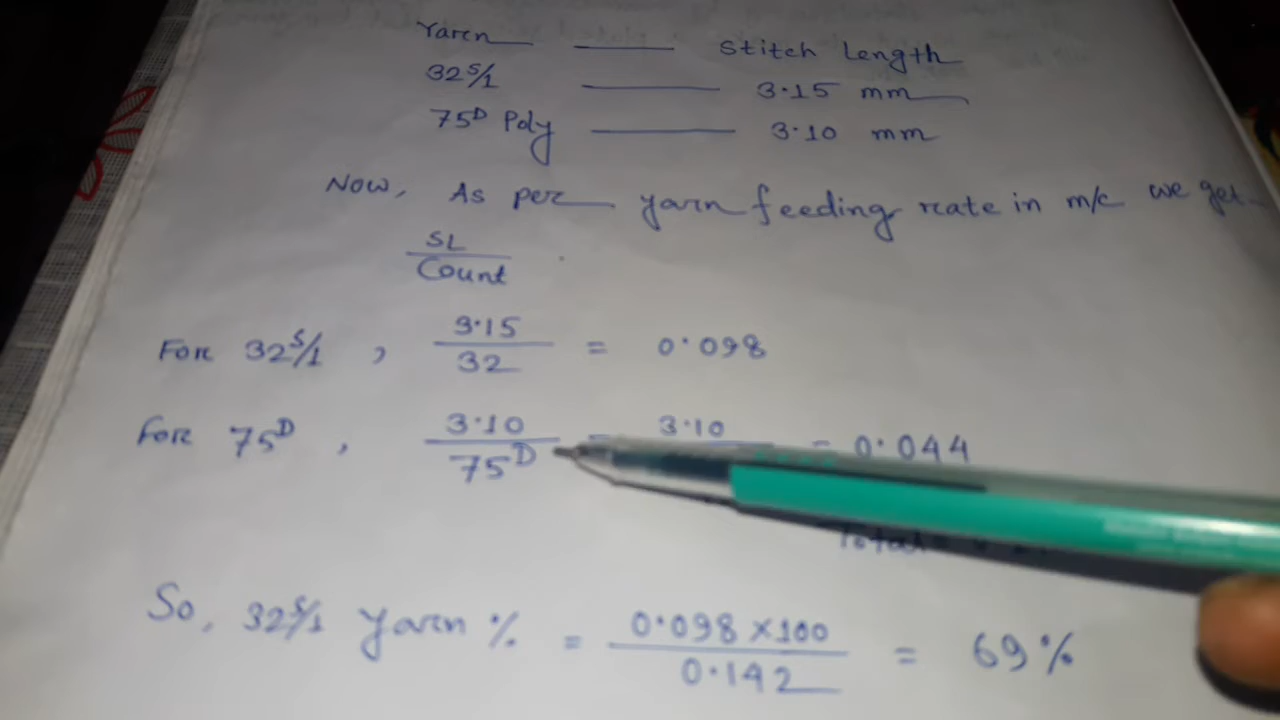 Yarn —— stitch Length
32S/1 —— 3.15 mm
75D Poly —— 3.10 mm
Now, As per yarn feeding rate in m/c we get-
SL
Count
For 32S/1, 3.15/32 = 0.098
For 75D, 3.10/75D = 3.10 = 0.044
Total =
So, 32S/1 Yarn % = 0.098 X 100/0.142 = 69%